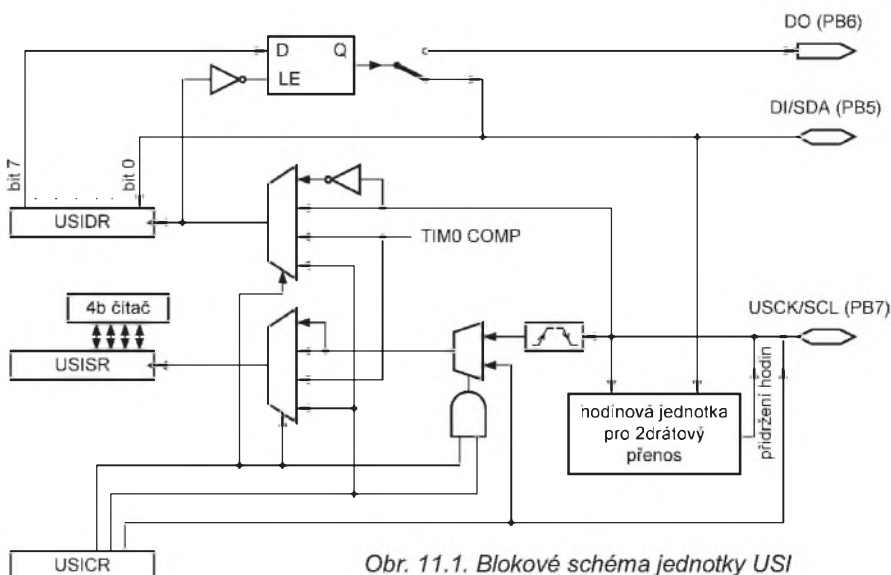 DO (PB6)
D Q
LE
DI/SDA (PB5)
bit 7
bit 0
USIDR
TIM0 COMP
4b čítač
USISR
USCK/SCL (PB7)
hodinová jednotka
pro 2drátový
přenos
přidržení hodin
USICR
Obr. 11.1. Blokové schéma jednotky USI